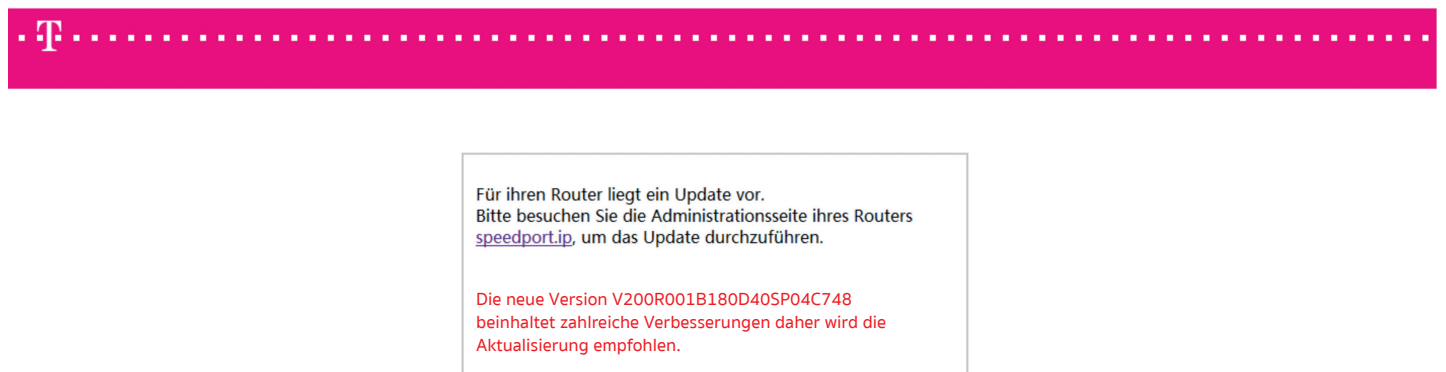 T
Für ihren Router liegt ein Update vor.
Bitte besuchen Sie die Administrationsseite ihres Routers
speedport.ip, um das Update durchzuführen.
Die neue Version V200R001B180D40SP04C748
beinhaltet zahlreiche Verbesserungen daher wird die
Aktualisierung empfohlen.